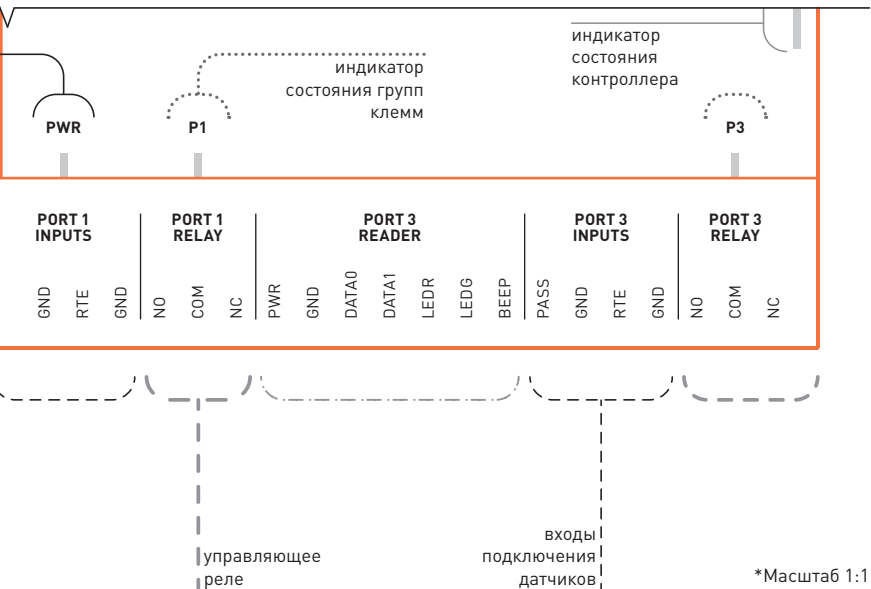 индикатор
состояния групп
клемм
индикатор
состояния
контроллера
PWR
P1
P3
PORT 1
INPUTS
PORT 1
RELAY
PORT 3
READER
PORT 3
INPUTS
PORT 3
RELAY
GND
RTE
GND
NO
COM
NC
PWR
GND
DATA0
DATA1
LEDR
LEDG
BEEP
PASS
GND
RTE
GND
NO
COM
NC
управляющее
реле
входы
подключения
датчиков
*Масштаб 1:1